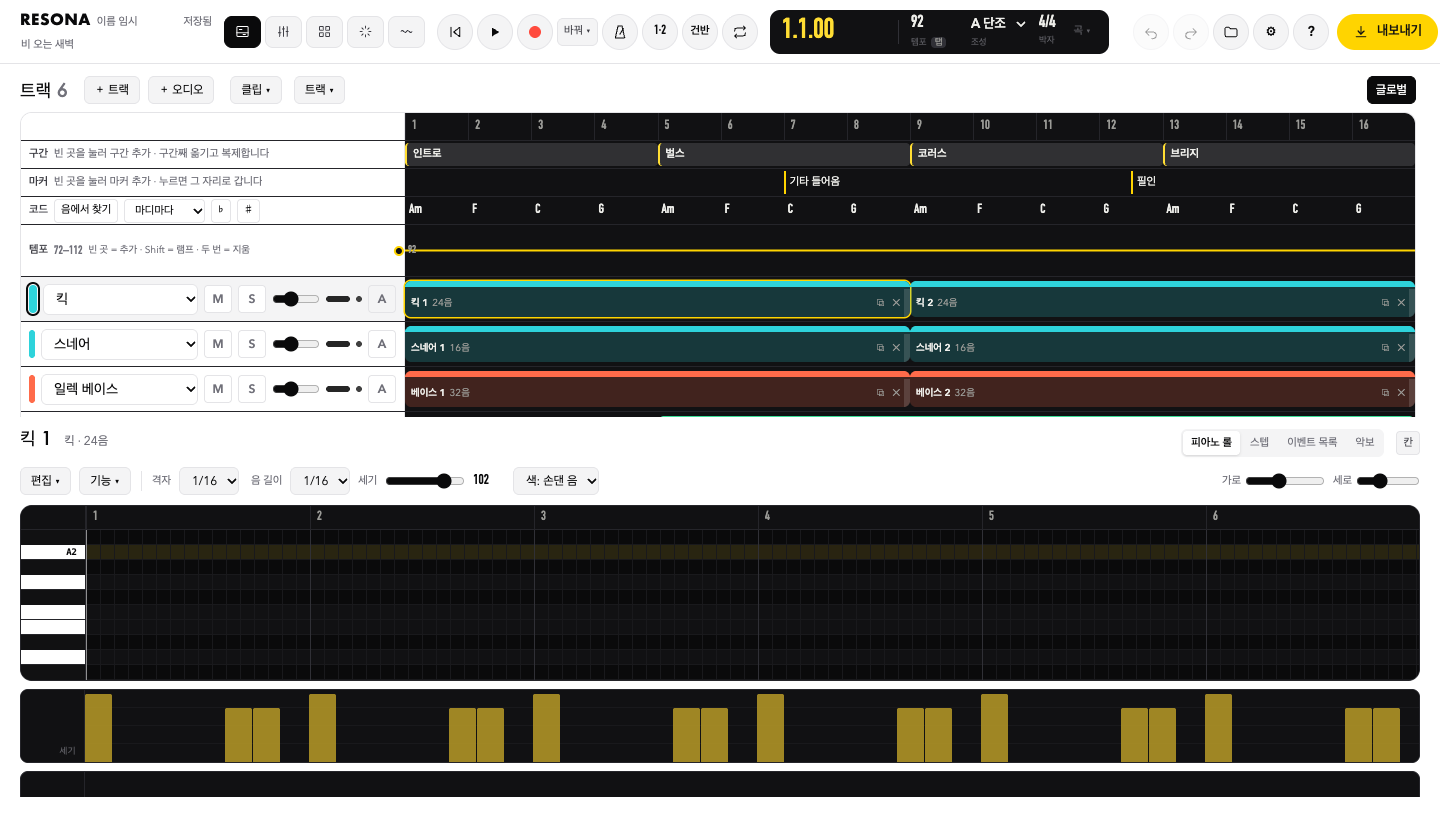 RESONA 이름 임시 저장됨
비 오는 새벽
바꿔 ▾ 1·2 건반
1.1.00 92 템포 탭 A 단조 조성 4/4 박자 곡 ▾
? 내보내기
트랙 6 + 트랙 + 오디오 클립 ▾ 트랙 ▾ 글로벌
1 2 3 4 5 6 7 8 9 10 11 12 13 14 15 16
구간 빈 곳을 눌러 구간 추가 · 구간째 옮기고 복제합니다 인트로 벌스 코러스 브리지
마커 빈 곳을 눌러 마커 추가 · 누르면 그 자리로 갑니다 기타 들어옴 필인
코드 음에서 찾기 마디마다 ♭ # Am F C G Am F C G Am F C G Am F C G
템포 72–112 빈 곳 = 추가 · Shift = 램프 · 두 번 = 지움 92
킥 M S A 킥 1 24음 킥 2 24음
스네어 M S A 스네어 1 16음 스네어 2 16음
일렉 베이스 M S A 베이스 1 32음 베이스 2 32음
킥 1 킥 · 24음 피아노 롤 스텝 이벤트 목록 악보 칸
편집 ▾ 기능 ▾ 격자 1/16 음 길이 1/16 세기 102 색: 손댄 음 가로 세로
1 2 3 4 5 6
A2
세기